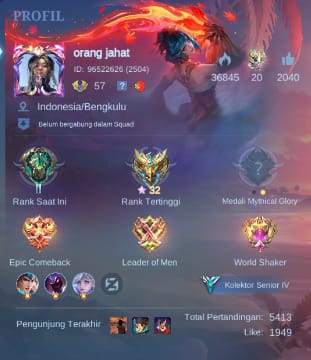 PROFIL
orang jahat
ID: 96522626 (2504)
57
36845 20 2040
Indonesia/Bengkulu
Belum bergabung dalam Squad
32
Rank Saat Ini
Rank Tertinggi
Medali Mythical Glory
Epic Comeback
Leader of Men
World Shaker
Kolektor Senior IV
Pengunjung Terakhir
Total Pertandingan: 5413
Like: 1949